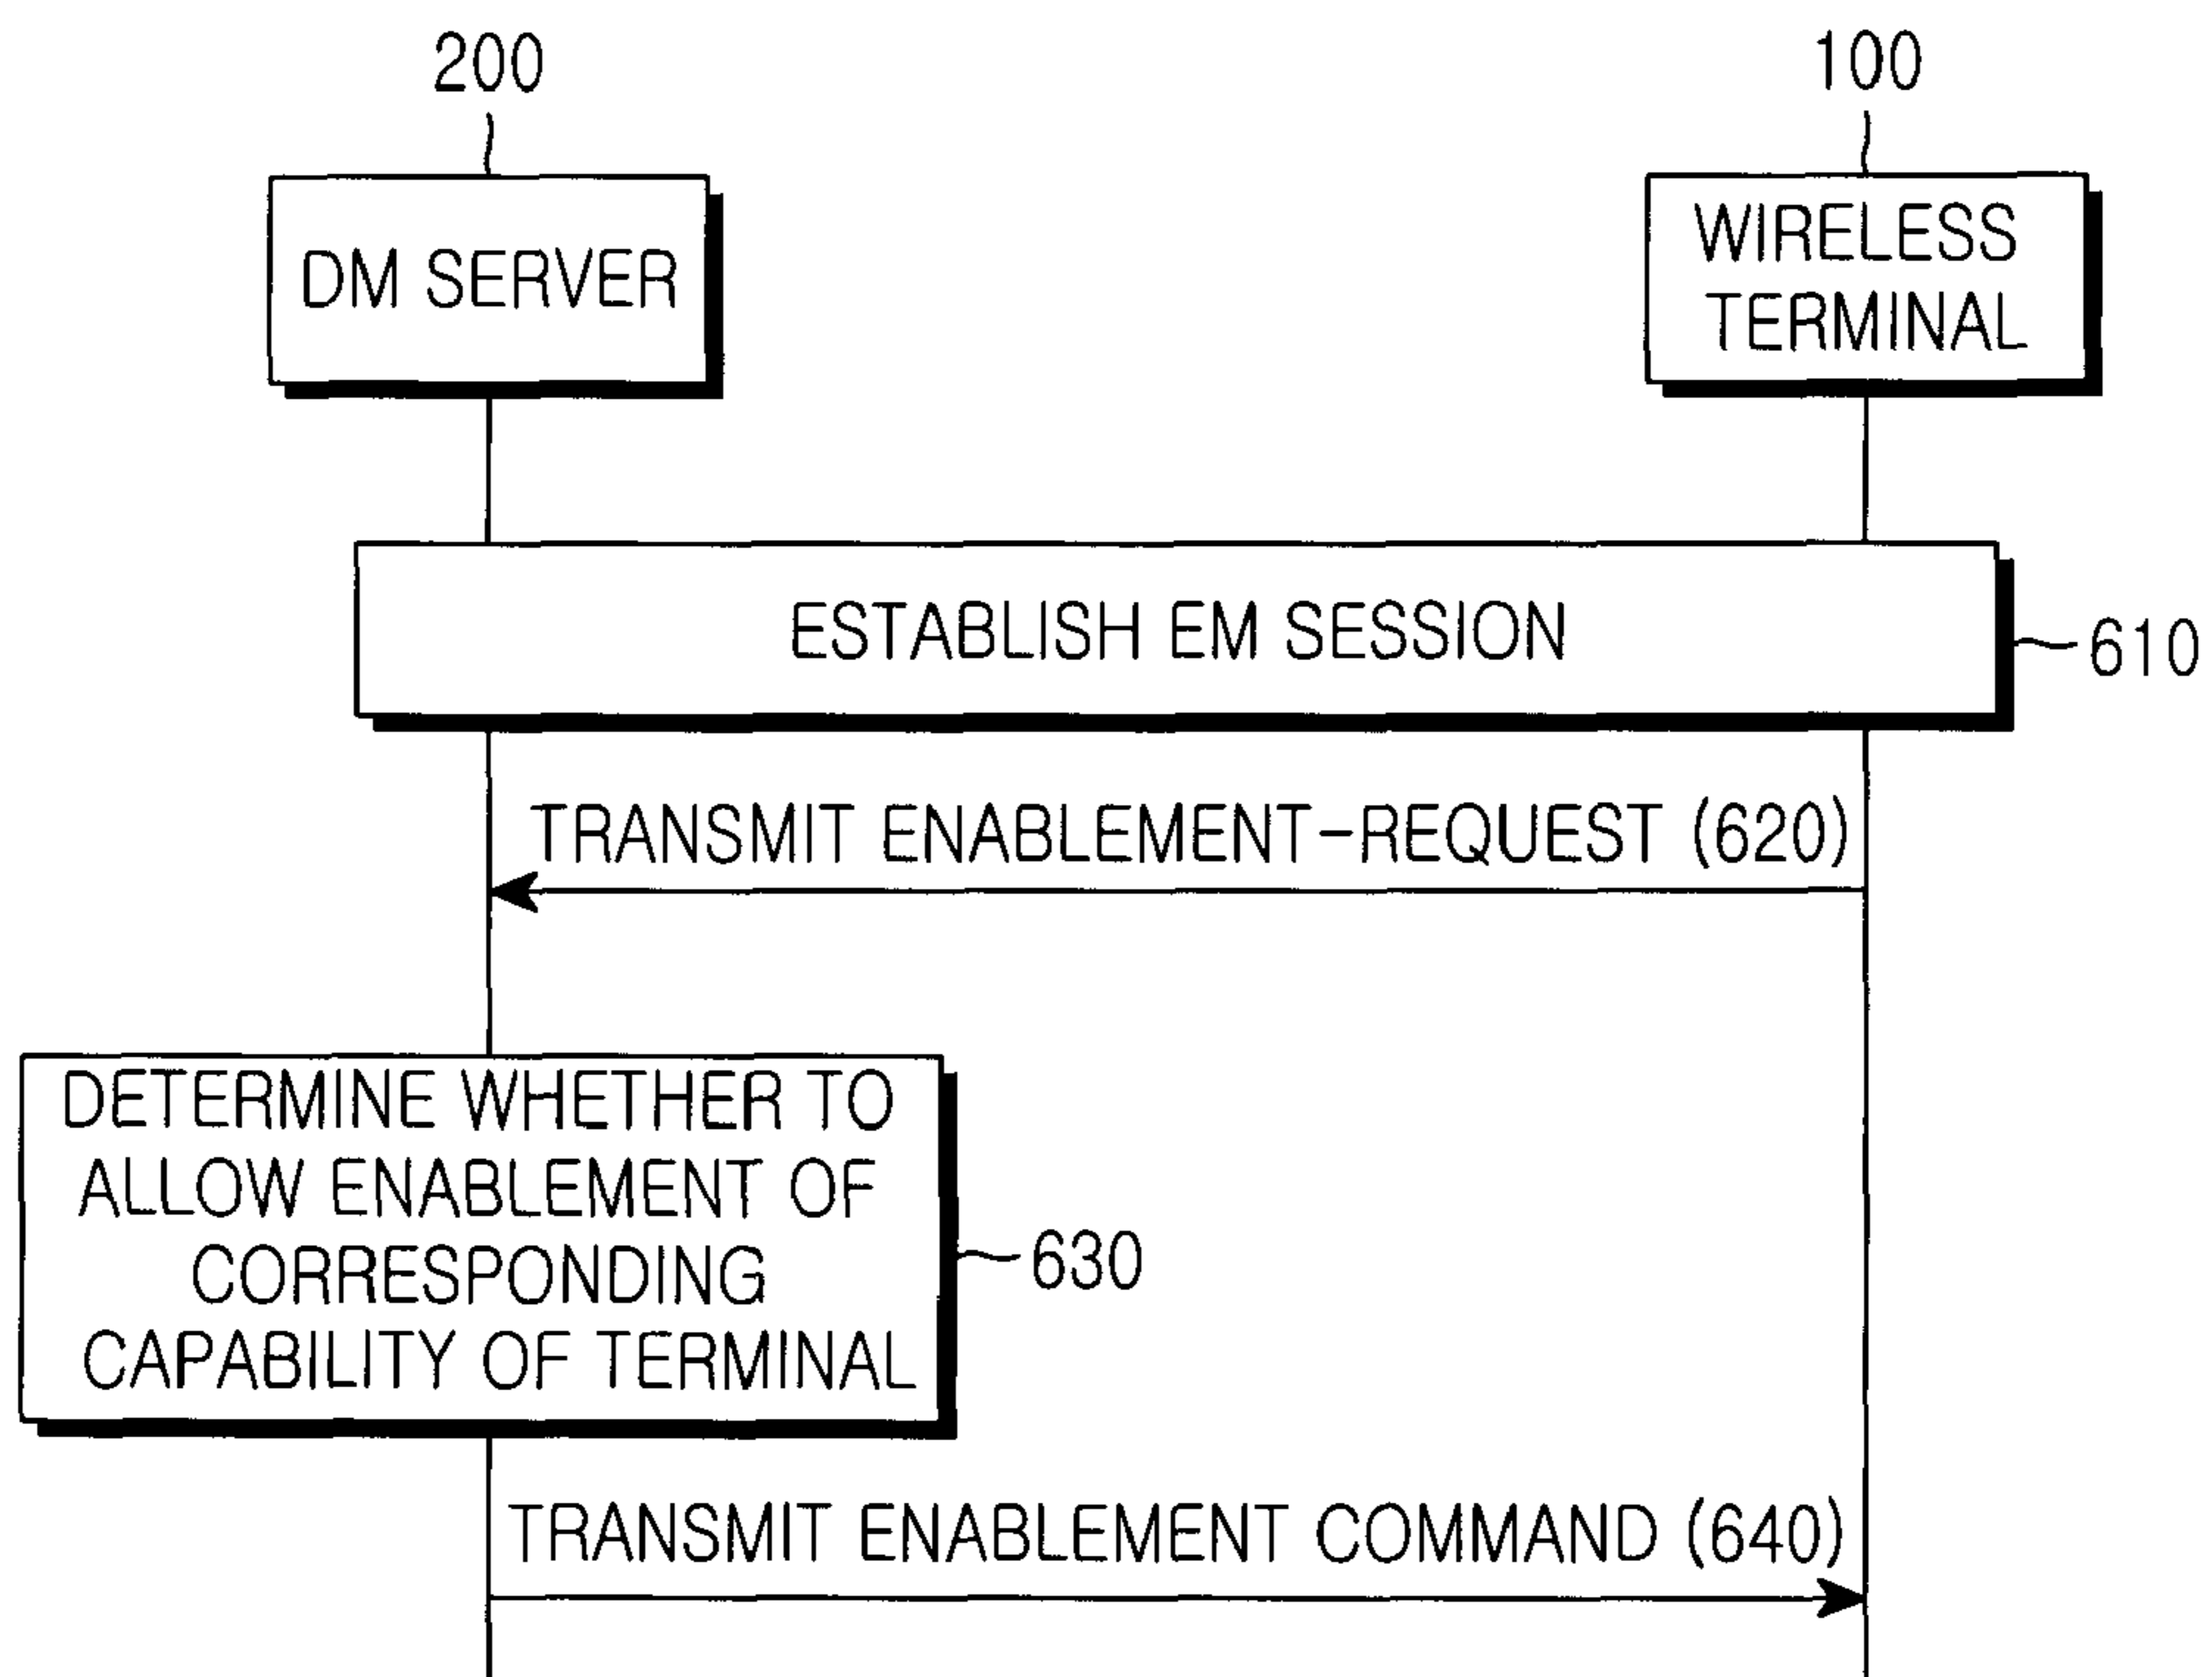 200
100
DM SERVER
WIRELESS
TERMINAL
ESTABLISH EM SESSION
610
TRANSMIT ENABLEMENT-REQUEST (620)
DETERMINE WHETHER TO
ALLOW ENABLEMENT OF
CORRESPONDING
CAPABILITY OF TERMINAL
630
TRANSMIT ENABLEMENT COMMAND (640)